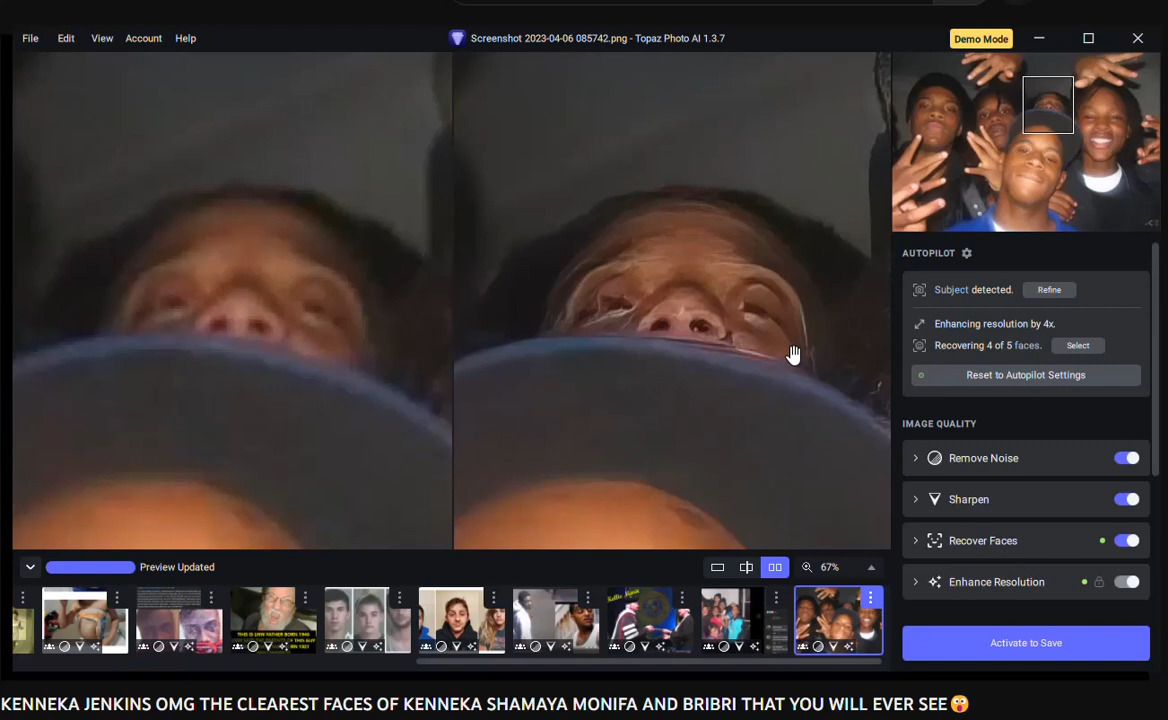 File Edit View Account Help
Screenshot 2023-04-06 085742.png - Topaz Photo AI 1.3.7
Demo Mode
AUTOPILOT
Subject detected. Refine
Enhancing resolution by 4x.
Recovering 4 of 5 faces. Select
Reset to Autopilot Settings
IMAGE QUALITY
Remove Noise
Sharpen
Recover Faces
Enhance Resolution
Preview Updated
67%
Activate to Save
KENNEKA JENKINS OMG THE CLEAREST FACES OF KENNEKA SHAMAYA MONIFA AND BRIBRI THAT YOU WILL EVER SEE😱